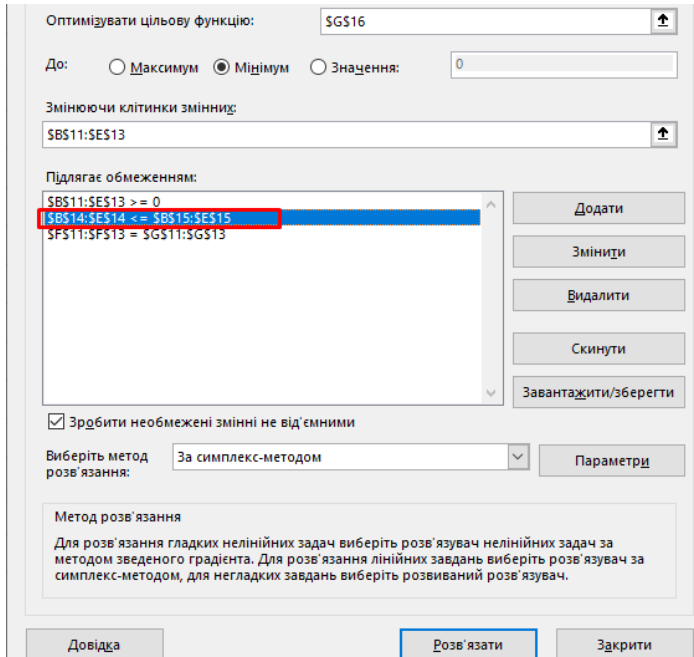 Оптимізувати цільову функцію:
$G$16
До:
Максимум
Мінімум
Значення:
0
Змінюючи клітинки змінних:
$B$11:$E$13
Підлягає обмеженням:
$B$11:$E$13 >= 0
$B$14:$E$14 <= $B$15:$E$15
$F$11:$F$13 = $G$11:$G$13
Додати
Змінити
Видалити
Скинути
Завантажити/зберегти
Зробити необмежені змінні не від'ємними
Виберіть метод
розв'язання:
За симплекс-методом
Параметри
Метод розв'язання
Для розв'язання гладких нелінійних задач виберіть розв'язувач нелінійних задач за
методом зведеного градієнта. Для розв'язання лінійних завдань виберіть розв'язувач за
симплекс-методом, для негладких завдань виберіть розвиваний розв'язувач.
Довідка
Розв'язати
Закрити